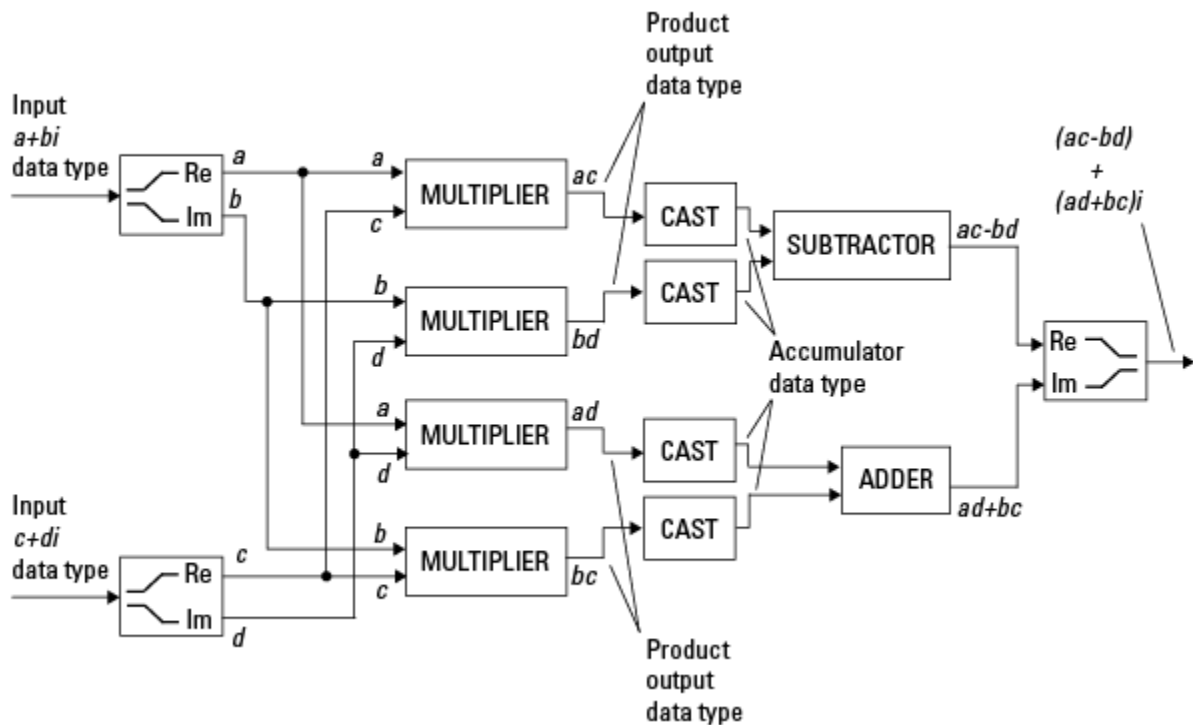 Product
output
data type
Input
a+bi
data type
Re
Im
a
b
a
c
MULTIPLIER
ac
CAST
SUBTRACTOR
ac-bd
(ac-bd)
+
(ad+bc)i
b
d
MULTIPLIER
bd
CAST
Accumulator
data type
Re
Im
a
d
MULTIPLIER
ad
CAST
ADDER
ad+bc
Input
c+di
data type
Re
Im
c
d
b
c
MULTIPLIER
bc
CAST
Product
output
data type